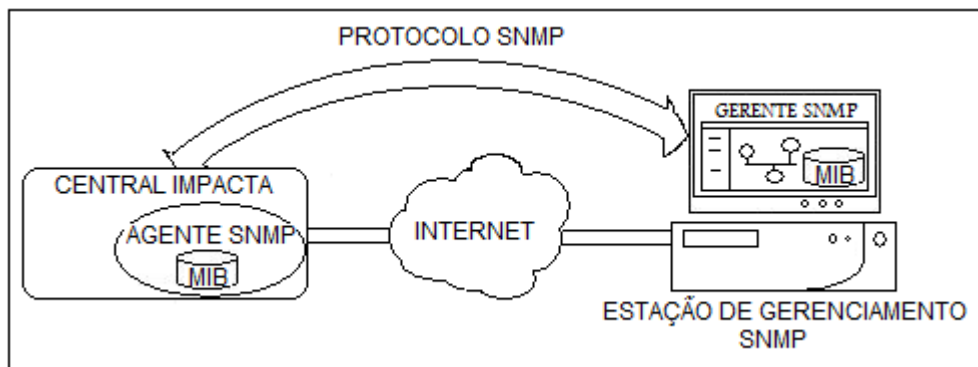 PROTOCOLO SNMP
GERENTE SNMP
MIB
CENTRAL IMPACTA
AGENTE SNMP
MIB
INTERNET
ESTAÇÃO DE GERENCIAMENTO
SNMP